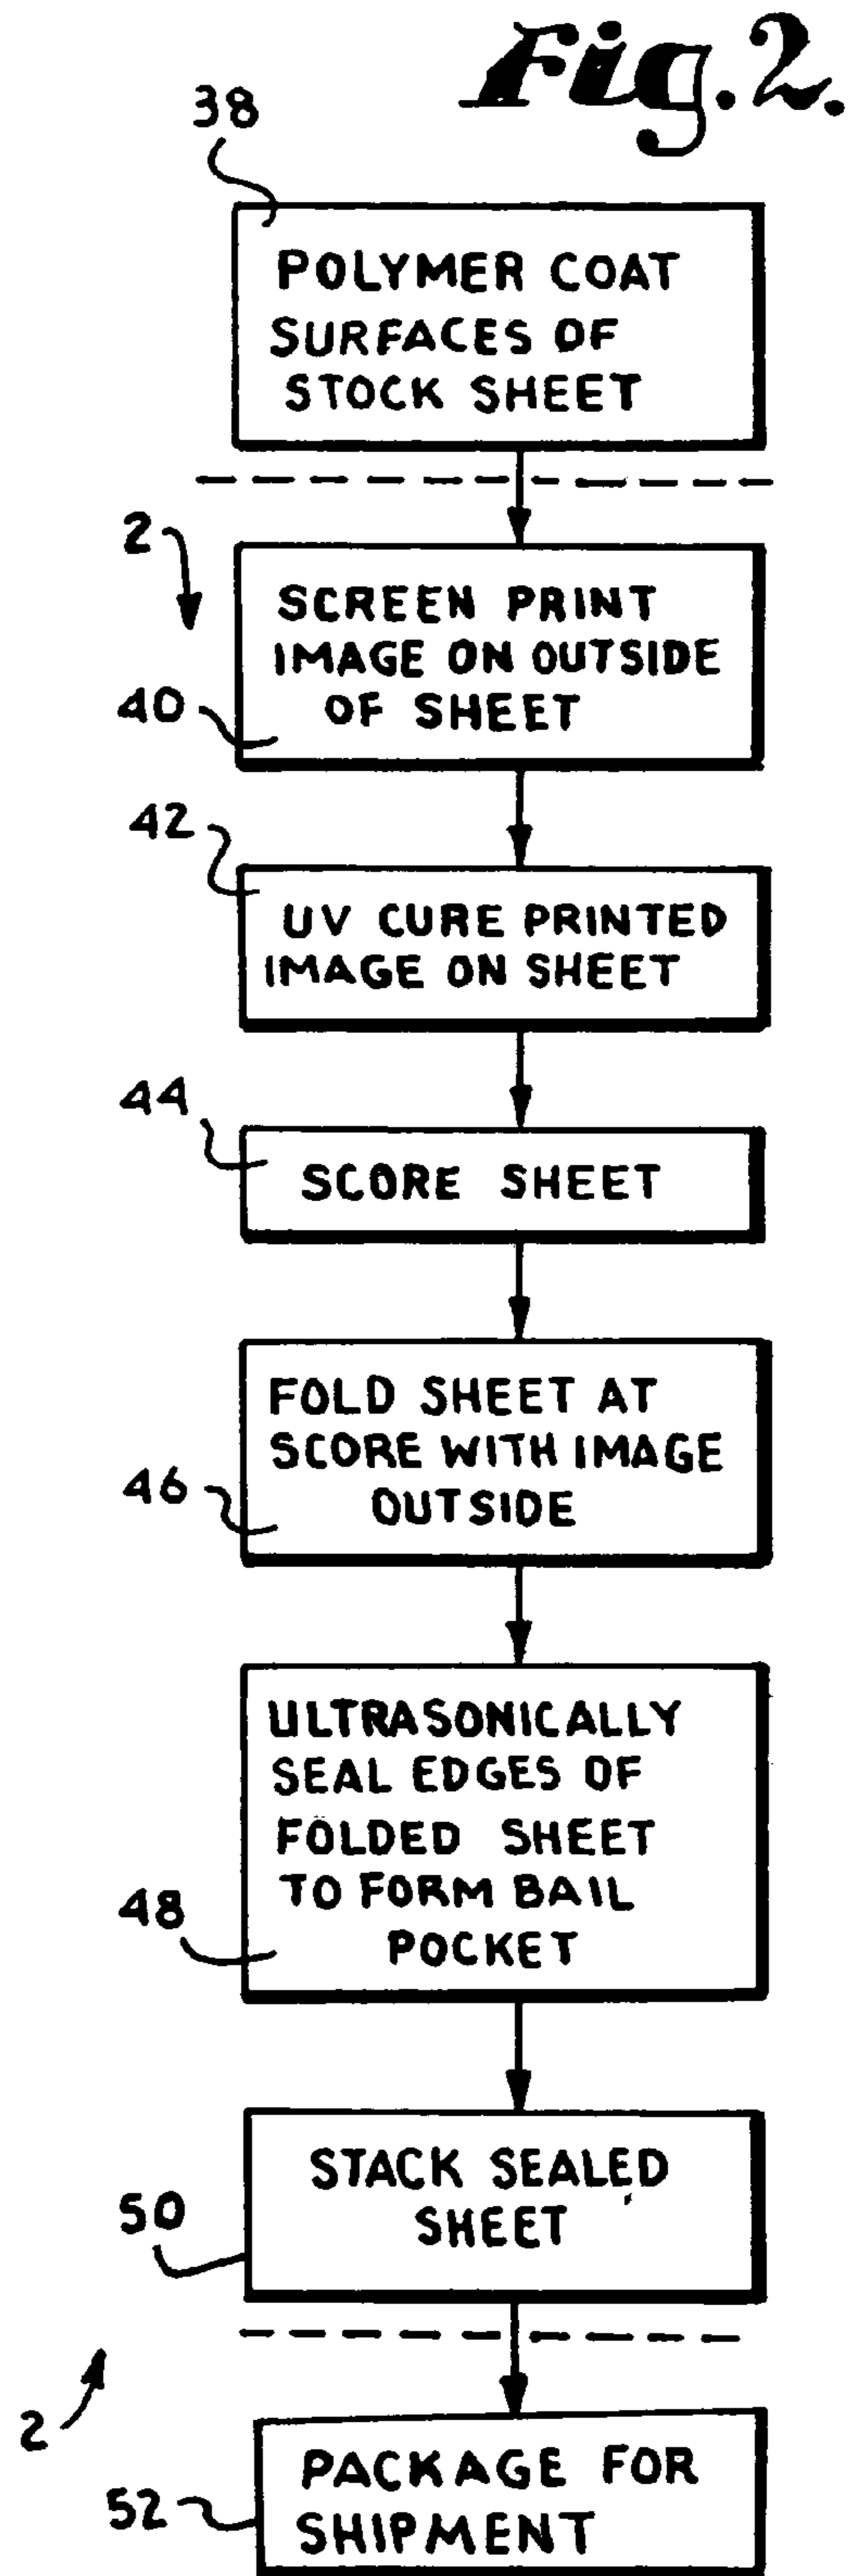 Fig. 2.
38
POLYMER COAT
SURFACES OF
STOCK SHEET
2
SCREEN PRINT
IMAGE ON OUTSIDE
OF SHEET
40
42
UV CURE PRINTED
IMAGE ON SHEET
44
SCORE SHEET
FOLD SHEET AT
SCORE WITH IMAGE
OUTSIDE
46
ULTRASONICALLY
SEAL EDGES OF
FOLDED SHEET
TO FORM BAIL
POCKET
48
STACK SEALED
SHEET
50
2
PACKAGE FOR
SHIPMENT
52